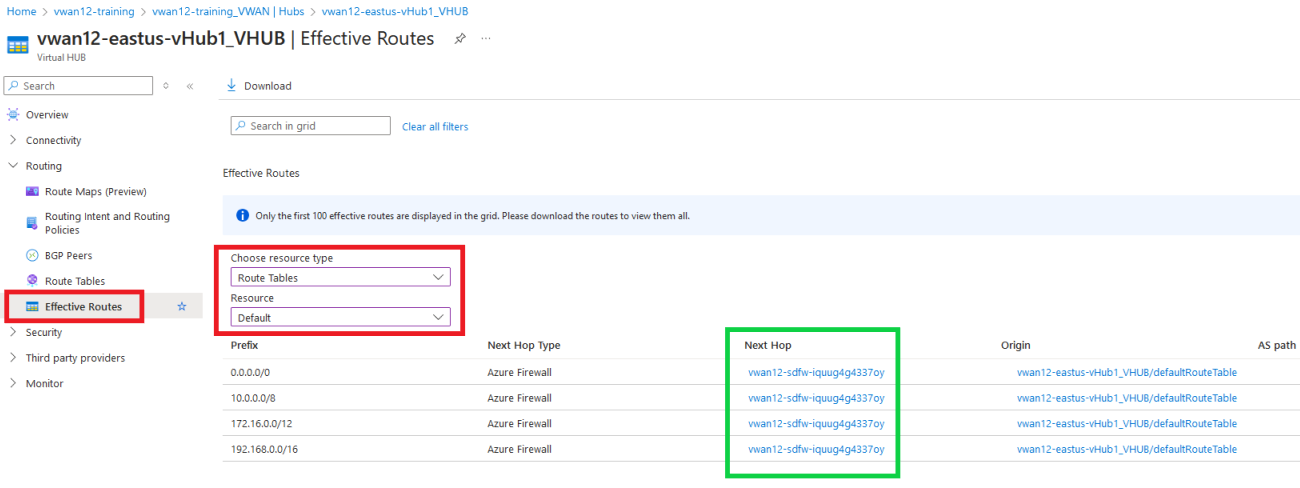 Home > vwan12-training > vwan12-training_VWAN | Hubs > vwan12-eastus-vHub1_VHUB
vwan12-eastus-vHub1_VHUB | Effective Routes ...
Virtual HUB
Search
«
Download
Overview
Connectivity
Routing
Route Maps (Preview)
Routing Intent and Routing
Policies
BGP Peers
Route Tables
Effective Routes
Security
Third party providers
Monitor
Search in grid
Clear all filters
Effective Routes
Only the first 100 effective routes are displayed in the grid. Please download the routes to view them all.
Choose resource type
Route Tables
Resource
Default
Prefix Next Hop Type Next Hop Origin AS path
0.0.0.0/0 Azure Firewall vwan12-sdfw-iquug4g4337oy vwan12-eastus-vHub1_VHUB/defaultRouteTable
10.0.0.0/8 Azure Firewall vwan12-sdfw-iquug4g4337oy vwan12-eastus-vHub1_VHUB/defaultRouteTable
172.16.0.0/12 Azure Firewall vwan12-sdfw-iquug4g4337oy vwan12-eastus-vHub1_VHUB/defaultRouteTable
192.168.0.0/16 Azure Firewall vwan12-sdfw-iquug4g4337oy vwan12-eastus-vHub1_VHUB/defaultRouteTable